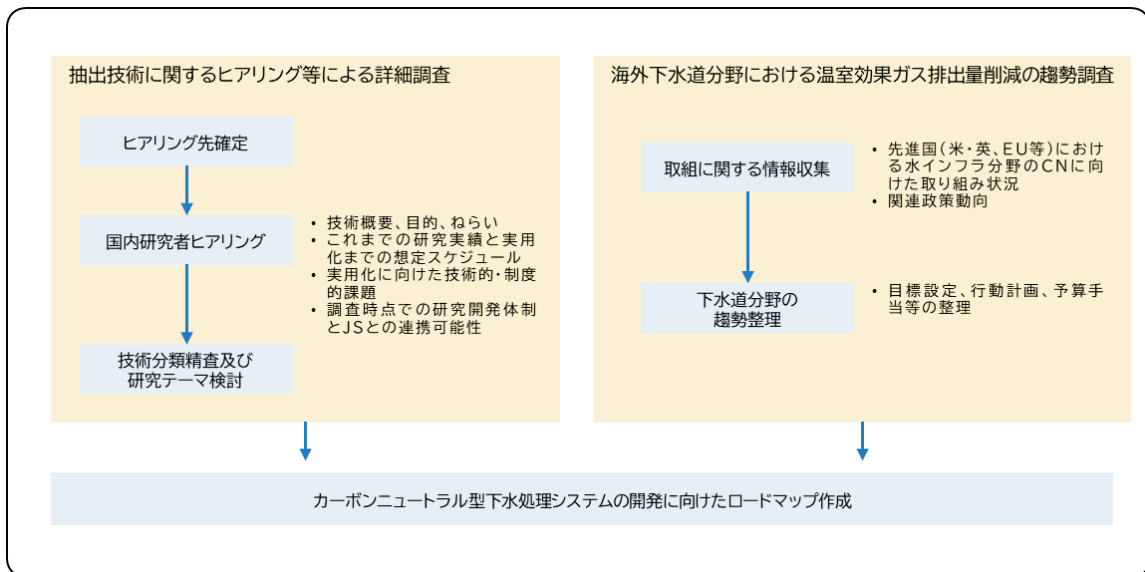 抽出技術に関するヒアリング等による詳細調査
ヒアリング先確定
国内研究者ヒアリング
• 技術概要、目的、ねらい
• これまでの研究実績と実用
化までの想定スケジュール
• 実用化に向けた技術的・制度
的課題
• 調査時点での研究開発体制
とJSとの連携可能性
技術分類精査及び
研究テーマ検討
海外下水道分野における温室効果ガス排出量削減の趨勢調査
取組に関する情報収集
• 先進国(米・英、EU等)におけ
る水インフラ分野のCNに向
けた取り組み状況
• 関連政策動向
下水道分野の
趨勢整理
• 目標設定、行動計画、予算手
当等の整理
カーボンニュートラル型下水処理システムの開発に向けたロードマップ作成